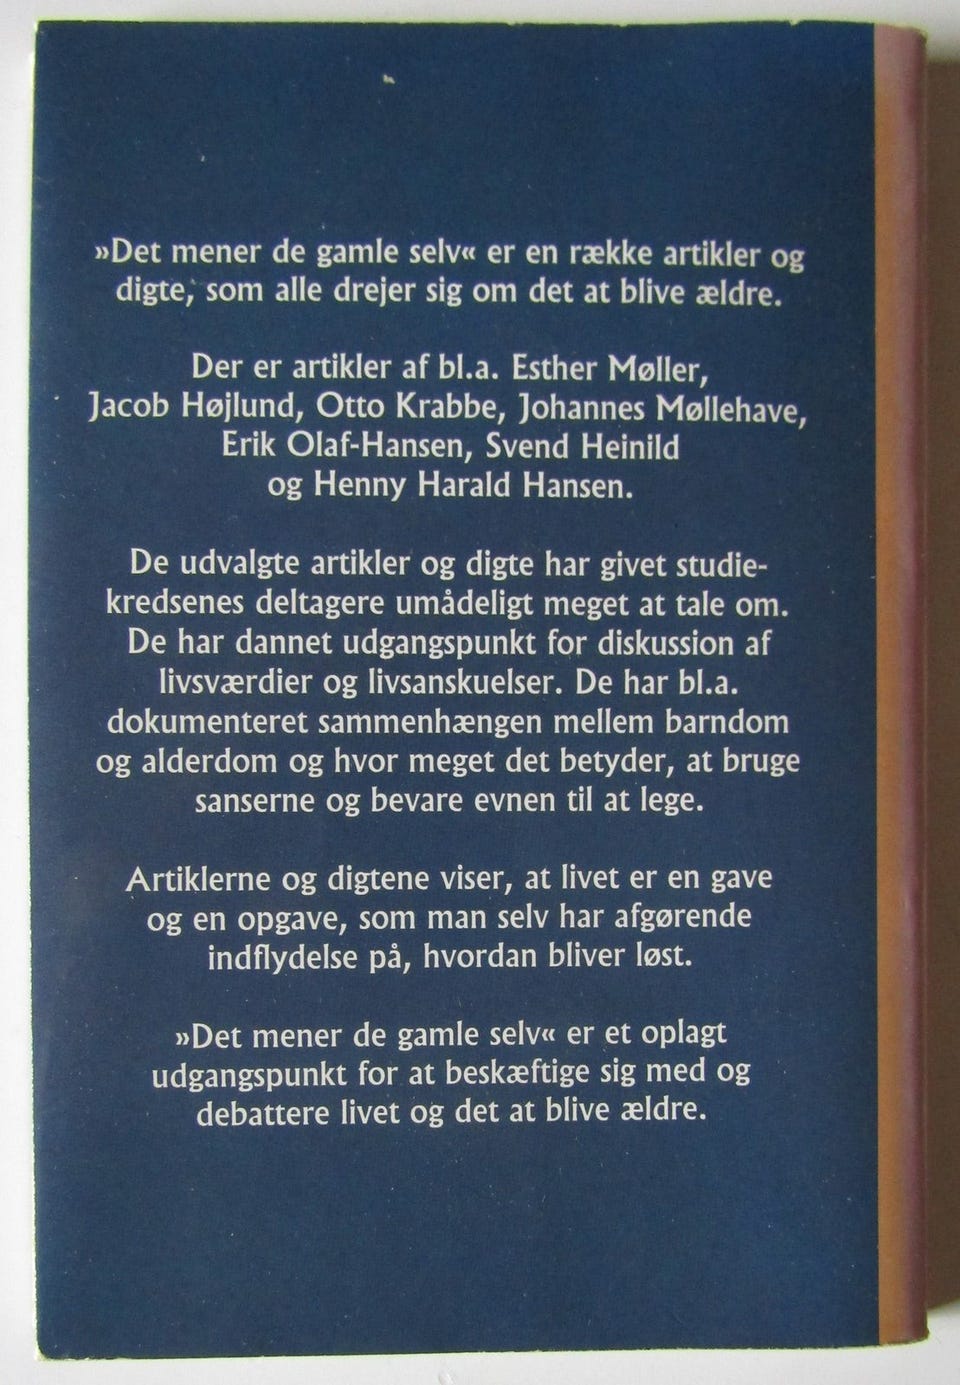 »Det mener de gamle selv« er en række artikler og
digte, som alle drejer sig om det at blive ældre.
Der er artikler af bl.a. Esther Møller,
Jacob Højlund, Otto Krabbe, Johannes Møllehave,
Erik Olaf-Hansen, Svend Heinild
og Henny Harald Hansen.
De udvalgte artikler og digte har givet studie-
kredsenes deltagere umådeligt meget at tale om.
De har dannet udgangspunkt for diskussion af
livsværdier og livsanskuelser. De har bl.a.
dokumenteret sammenhængen mellem barndom
og alderdom og hvor meget det betyder, at bruge
sanserne og bevare evnen til at lege.
Artiklerne og digtene viser, at livet er en gave
og en opgave, som man selv har afgørende
indflydelse på, hvordan bliver løst.
»Det mener de gamle selv« er et oplagt
udgangspunkt for at beskæftige sig med og
debattere livet og det at blive ældre.